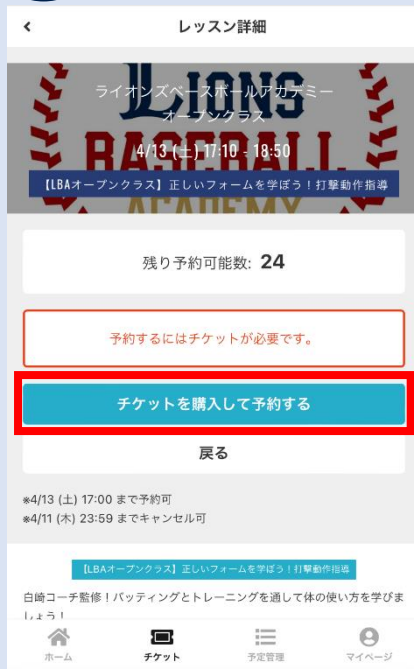 レッスン詳細
LIONS
BASEBALL
ACADEMY
ライオンズベースボールアカデミー
オープンクラス
4/13 (土) 17:10 - 18:50
【LBAオープンクラス】正しいフォームを学ぼう！打撃動作指導
残り予約可能数: 24
予約するにはチケットが必要です。
チケットを購入して予約する
戻る
※4/13 (土) 17:00 まで予約可
※4/11 (木) 23:59 までキャンセル可
【LBAオープンクラス】正しいフォームを学ぼう！打撃動作指導
白崎コーチ監修！バッティングとトレーニングを通して体の使い方を学びま
しょう！
ホーム
チケット
予定管理
マイページ